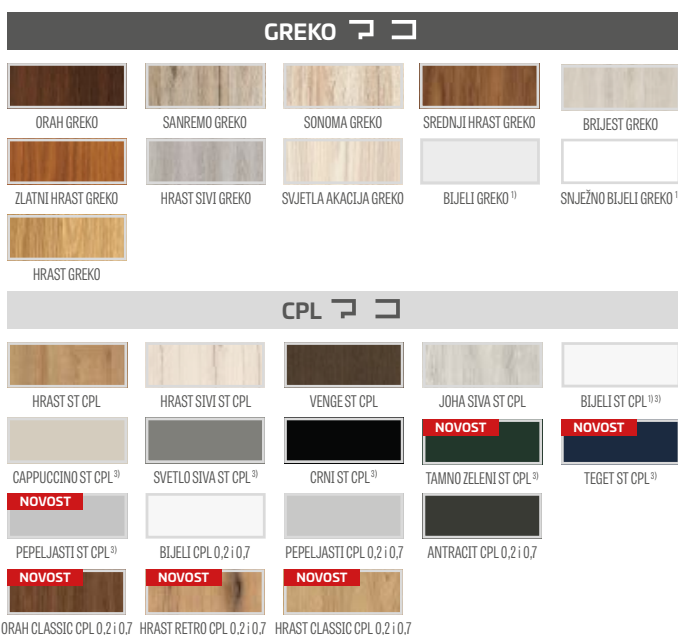 GREKO
ORAH GREKO
SANREMO GREKO
SONOMA GREKO
SREDNJI HRAST GREKO
BRIJEST GREKO
ZLATNI HRAST GREKO
HRAST SIVI GREKO
SVJETLA AKACIJA GREKO
BIJELI GREKO 1)
SNJEŽNO BIJELI GREKO 1
HRAST GREKO
CPL
HRAST ST CPL
HRAST SIVI ST CPL
VENGE ST CPL
JOHA SIVA ST CPL
BIJELI ST CPL 1) 3)
CAPPUCCINO ST CPL 3)
SVETLO SIVA ST CPL 3)
CRNI ST CPL 3)
NOVOST
TAMNO ZELENI ST CPL 3)
NOVOST
TEGET ST CPL 3)
NOVOST
PEPELJASTI ST CPL 3)
BIJELI CPL 0,2 i 0,7
PEPELJASTI CPL 0,2 i 0,7
ANTRACIT CPL 0,2 i 0,7
NOVOST
ORAH CLASSIC CPL 0,2 i 0,7
NOVOST
HRAST RETRO CPL 0,2 i 0,7
NOVOST
HRAST CLASSIC CPL 0,2 i 0,7